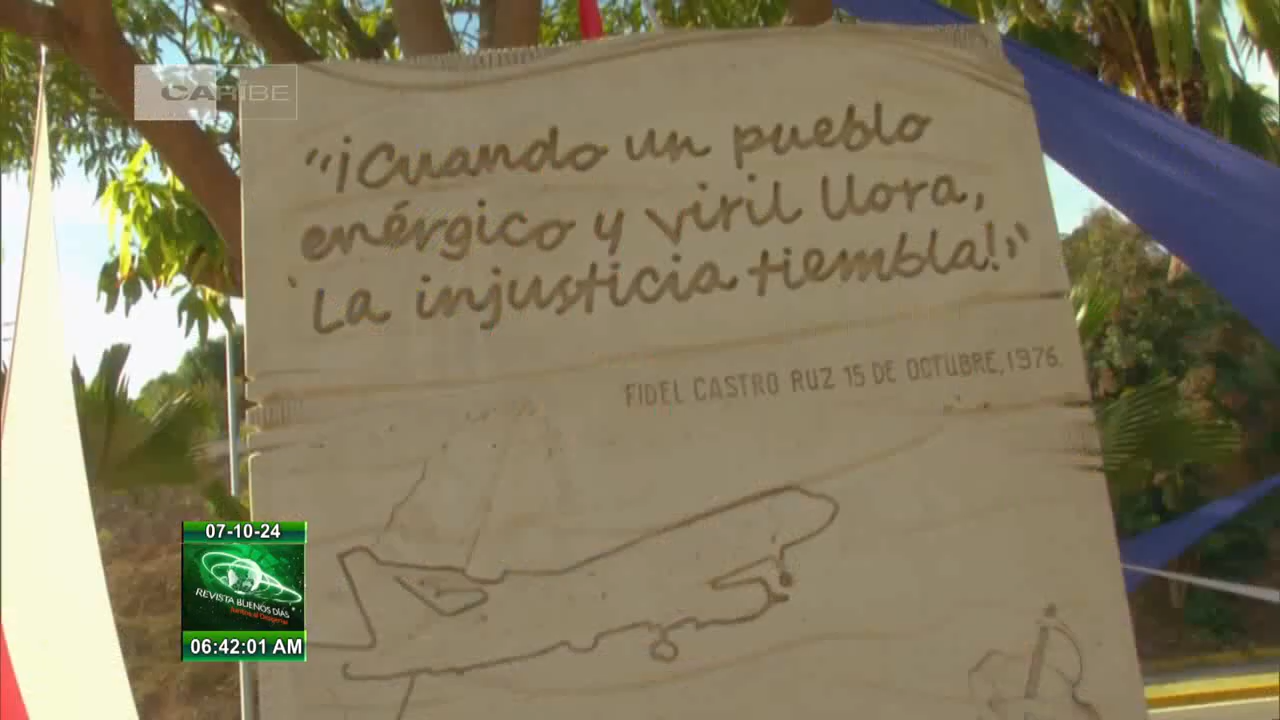 CARIBE
"¡Cuando un pueblo
enérgico y viril llora,
La injusticia tiembla!"
FIDEL CASTRO RUZ 15 DE OCTUBRE, 1976.
07-10-24
REVISTA BUENOS DÍAS
06:42:01 AM